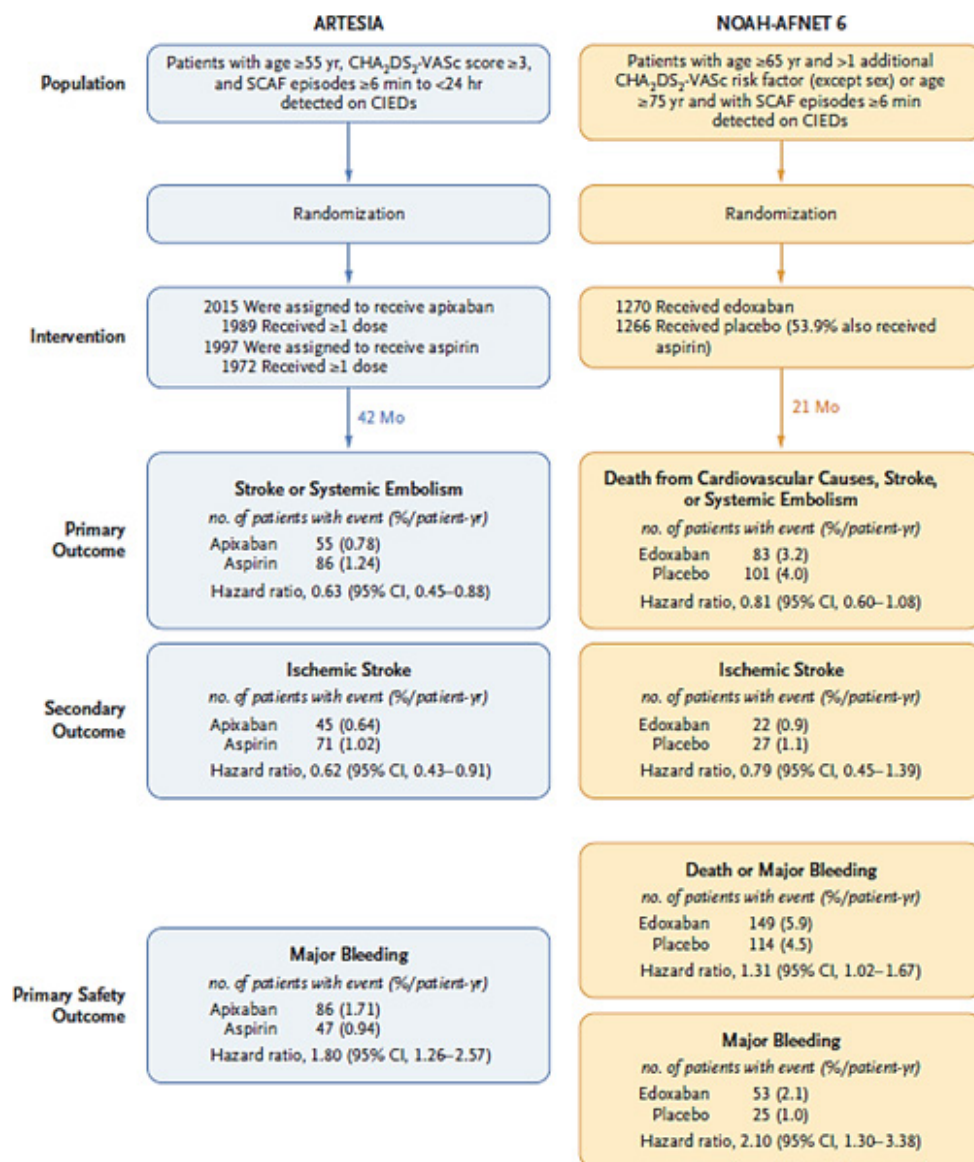 ARTESIA
NOAH-AFNET 6
Population
Patients with age ≥55 yr, CHA₂DS₂-VASc score ≥3,
and SCAF episodes ≥6 min to <24 hr
detected on CIEDs
Patients with age ≥65 yr and >1 additional
CHA₂DS₂-VASc risk factor (except sex) or age
≥75 yr and with SCAF episodes ≥6 min
detected on CIEDs
Randomization
Randomization
Intervention
2015 Were assigned to receive apixaban
1989 Received ≥1 dose
1997 Were assigned to receive aspirin
1972 Received ≥1 dose
1270 Received edoxaban
1266 Received placebo (53.9% also received
aspirin)
42 Mo
21 Mo
Primary
Outcome
Stroke or Systemic Embolism
no. of patients with event (%/patient-yr)
Apixaban 55 (0.78)
Aspirin 86 (1.24)
Hazard ratio, 0.63 (95% CI, 0.45–0.88)
Death from Cardiovascular Causes, Stroke,
or Systemic Embolism
no. of patients with event (%/patient-yr)
Edoxaban 83 (3.2)
Placebo 101 (4.0)
Hazard ratio, 0.81 (95% CI, 0.60–1.08)
Secondary
Outcome
Ischemic Stroke
no. of patients with event (%/patient-yr)
Apixaban 45 (0.64)
Aspirin 71 (1.02)
Hazard ratio, 0.62 (95% CI, 0.43–0.91)
Ischemic Stroke
no. of patients with event (%/patient-yr)
Edoxaban 22 (0.9)
Placebo 27 (1.1)
Hazard ratio, 0.79 (95% CI, 0.45–1.39)
Primary Safety
Outcome
Major Bleeding
no. of patients with event (%/patient-yr)
Apixaban 86 (1.71)
Aspirin 47 (0.94)
Hazard ratio, 1.80 (95% CI, 1.26–2.57)
Death or Major Bleeding
no. of patients with event (%/patient-yr)
Edoxaban 149 (5.9)
Placebo 114 (4.5)
Hazard ratio, 1.31 (95% CI, 1.02–1.67)
Major Bleeding
no. of patients with event (%/patient-yr)
Edoxaban 53 (2.1)
Placebo 25 (1.0)
Hazard ratio, 2.10 (95% CI, 1.30–3.38)